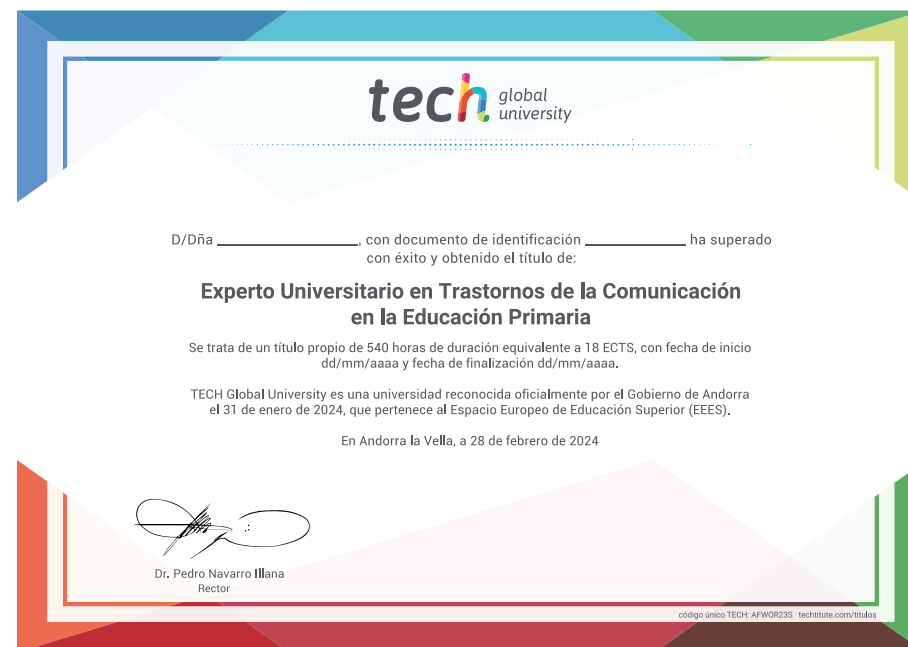 tech global university
D/Dña ____________, con documento de identificación ____________ ha superado
con éxito y obtenido el título de:
Experto Universitario en Trastornos de la Comunicación
en la Educación Primaria
Se trata de un título propio de 540 horas de duración equivalente a 18 ECTS, con fecha de inicio
dd/mm/aaaa y fecha de finalización dd/mm/aaaa.
TECH Global University es una universidad reconocida oficialmente por el Gobierno de Andorra
el 31 de enero de 2024, que pertenece al Espacio Europeo de Educación Superior (EEES).
En Andorra la Vella, a 28 de febrero de 2024
Dr. Pedro Navarro Illana
Rector
código único TECH: AFWOR23S techtitute.com/titulos